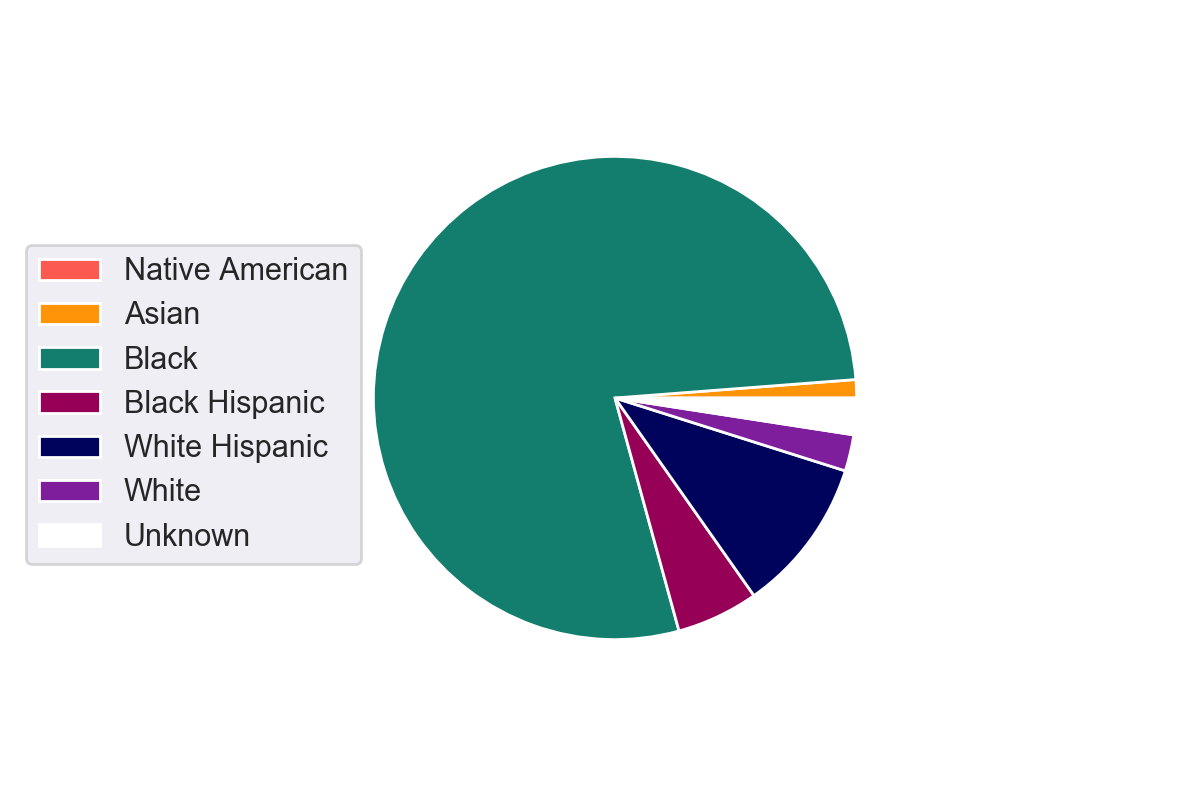 Native American
Asian
Black
Black Hispanic
White Hispanic
White
Unknown